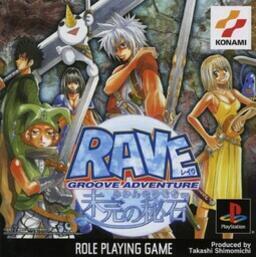 KONAMI
RAVE
レイヴ
GROOVE ADVENTURE
未完の秘石
PlayStation
ROLE PLAYING GAME
Produced by
Takashi Shimomichi